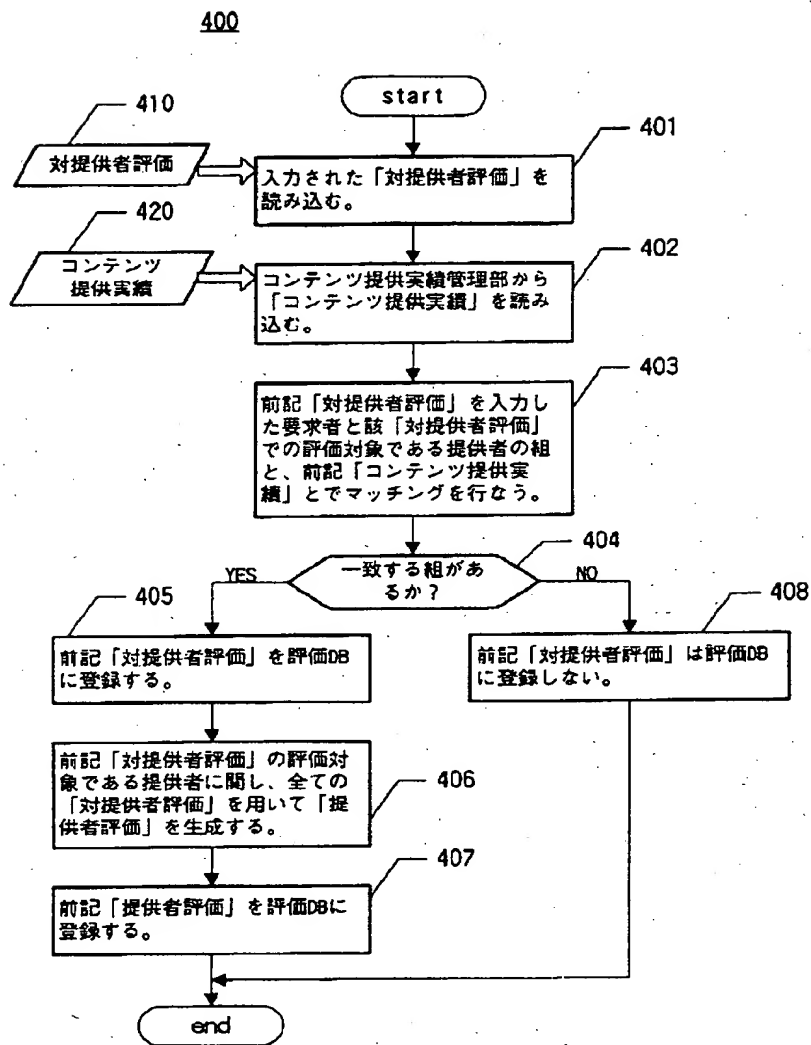 400
start
410
対提供者評価
401
入力された「対提供者評価」を
読み込む。
420
コンテンツ
提供実績
402
コンテンツ提供実績管理部から
「コンテンツ提供実績」を読み
込む。
403
前記「対提供者評価」を入力し
た要求者と該「対提供者評価」
での評価対象である提供者の組
と、前記「コンテンツ提供実
績」とでマッチングを行なう。
404
一致する組があ
るか？
YES
NO
405
前記「対提供者評価」を評価DB
に登録する。
408
前記「対提供者評価」は評価DB
に登録しない。
前記「対提供者評価」の評価対
象である提供者に関し、全ての
「対提供者評価」を用いて「提
供者評価」を生成する。
406
407
前記「提供者評価」を評価DBに
登録する。
end